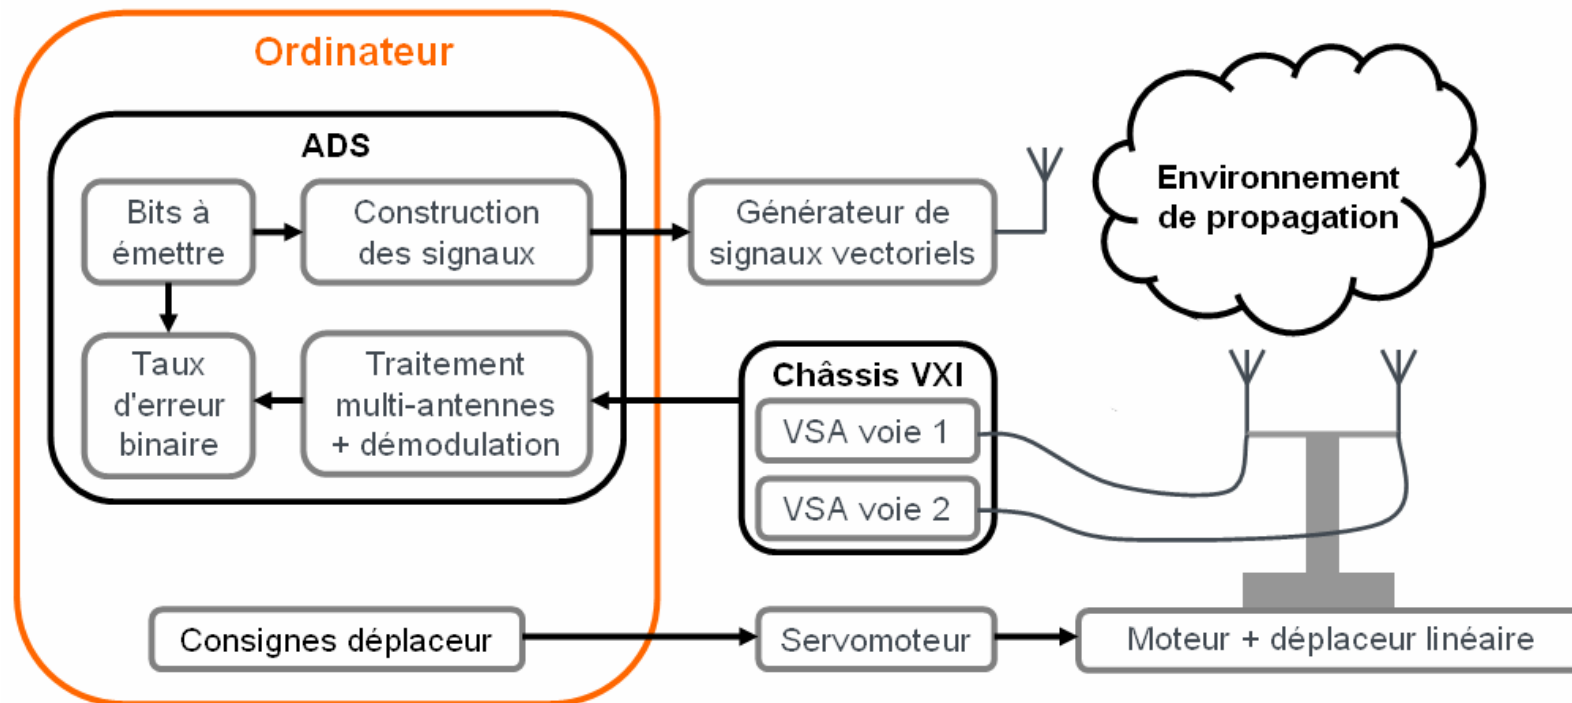 Ordinateur
ADS
Bits à
émettre
Construction
des signaux
Générateur de
signaux vectoriels
Environnement
de propagation
Taux
d'erreur
binaire
Traitement
multi-antennes
+ démodulation
Châssis VXI
VSA voie 1
VSA voie 2
Consignes déplaceur
Servomoteur
Moteur + déplaceur linéaire